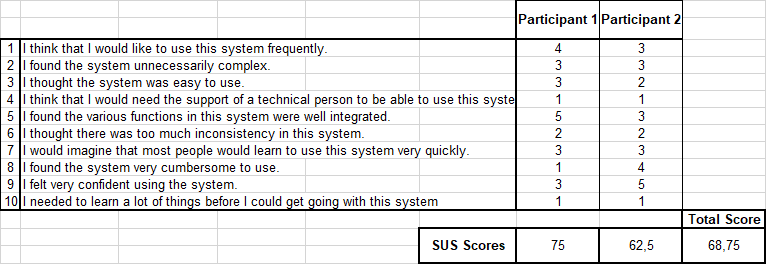 Participant 1 Participant 2
1 I think that I would like to use this system frequently. 4 3
2 I found the system unnecessarily complex. 3 3
3 I thought the system was easy to use. 3 2
4 I think that I would need the support of a technical person to be able to use this syste 1 1
5 I found the various functions in this system were well integrated. 5 3
6 I thought there was too much inconsistency in this system. 2 2
7 I would imagine that most people would learn to use this system very quickly. 3 3
8 I found the system very cumbersome to use. 1 4
9 I felt very confident using the system. 3 5
10 I needed to learn a lot of things before I could get going with this system 1 1
Total Score
SUS Scores 75 62,5 68,75